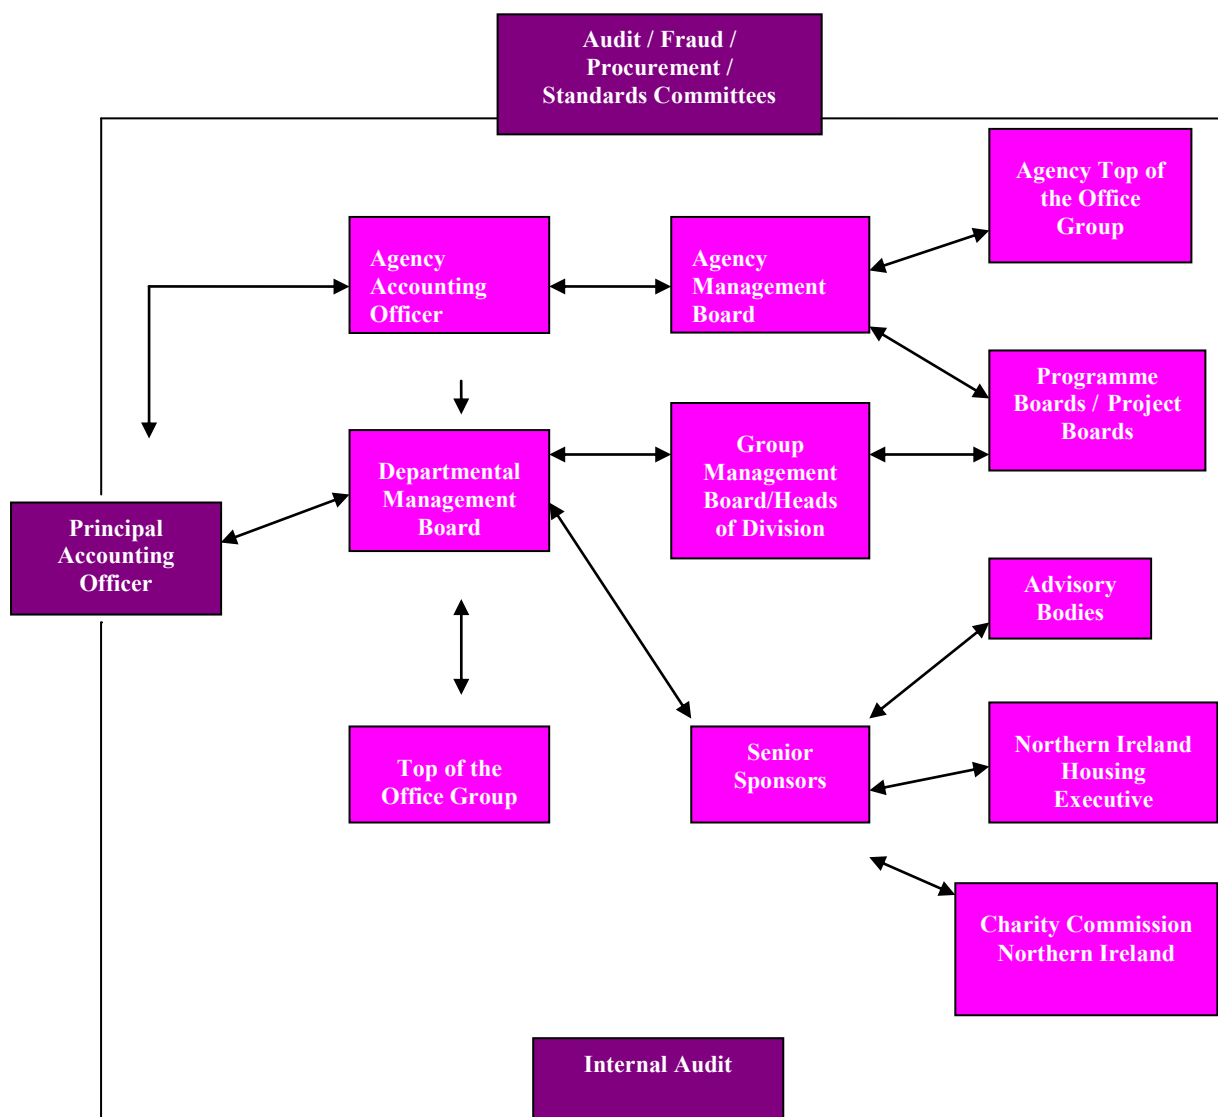 Audit / Fraud /
Procurement /
Standards Committees
Agency Top of
the Office
Group
Agency
Accounting
Officer
Agency
Management
Board
Programme
Boards / Project
Boards
Departmental
Management
Board
Group
Management
Board/Heads
of Division
Principal
Accounting
Officer
Advisory
Bodies
Top of the
Office Group
Senior
Sponsors
Northern Ireland
Housing
Executive
Charity Commission
Northern Ireland
Internal Audit